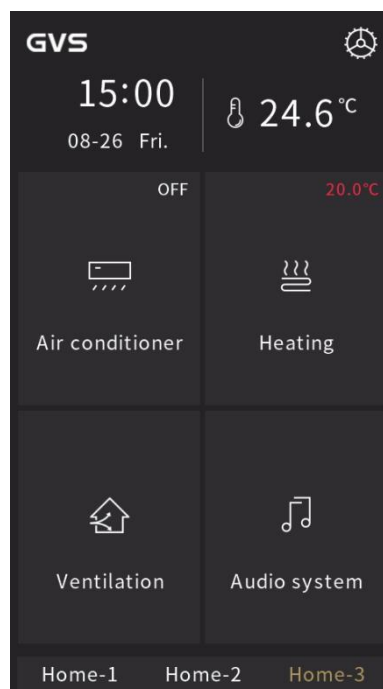 GVS
15:00
08-26 Fri.
24.6℃
OFF
20.0℃
Air conditioner
Heating
Ventilation
Audio system
Home-1 Home-2 Home-3